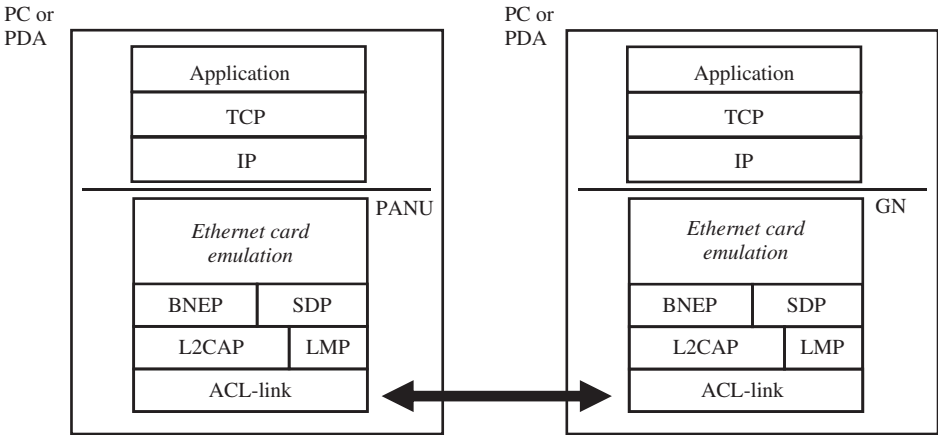 PC or
PDA
Application
TCP
IP
PANU
Ethernet card
emulation
BNEP
SDP
L2CAP
LMP
ACL-link
PC or
PDA
Application
TCP
IP
GN
Ethernet card
emulation
BNEP
SDP
L2CAP
LMP
ACL-link